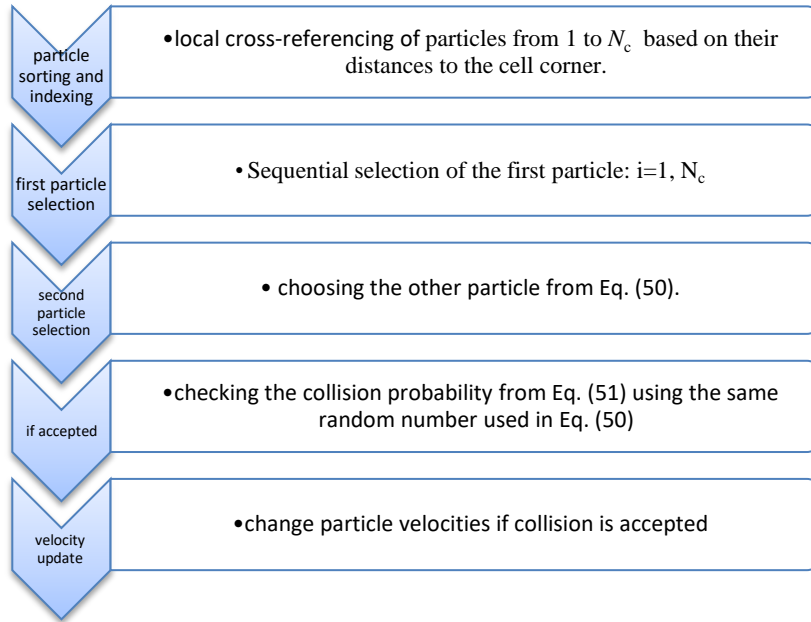 particle
sorting and
indexing
•local cross-referencing of particles from 1 to Nc based on their
distances to the cell corner.
first particle
selection
•Sequential selection of the first particle: i=1, Nc
second
particle
selection
• choosing the other particle from Eq. (50).
if accepted
•checking the collision probability from Eq. (51) using the same
random number used in Eq. (50)
velocity
update
•change particle velocities if collision is accepted